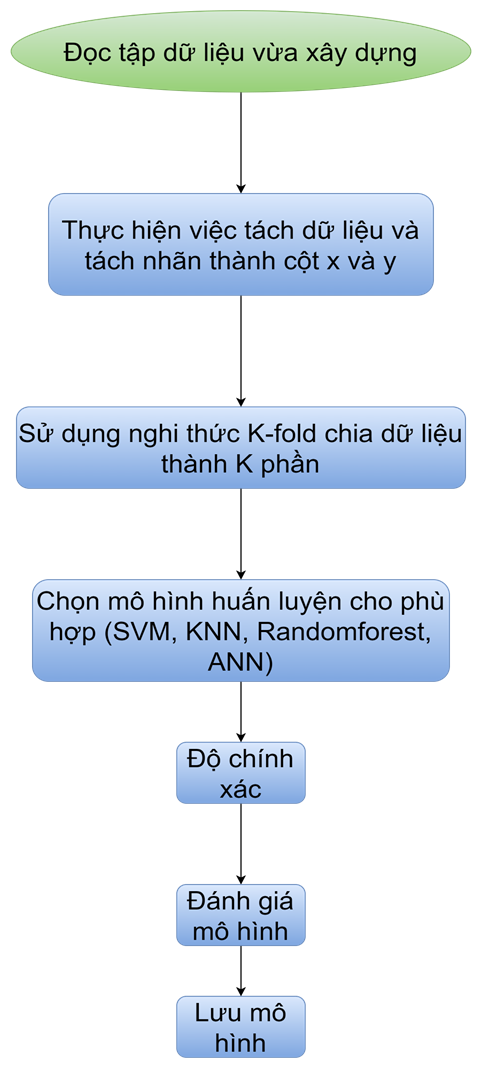 Đọc tập dữ liệu vừa xây dựng
Thực hiện việc tách dữ liệu và
tách nhãn thành cột x và y
Sử dụng nghi thức K-fold chia dữ liệu
thành K phần
Chọn mô hình huấn luyện cho phù
hợp (SVM, KNN, Randomforest,
ANN)
Độ chính
xác
Đánh giá
mô hình
Lưu mô
hình